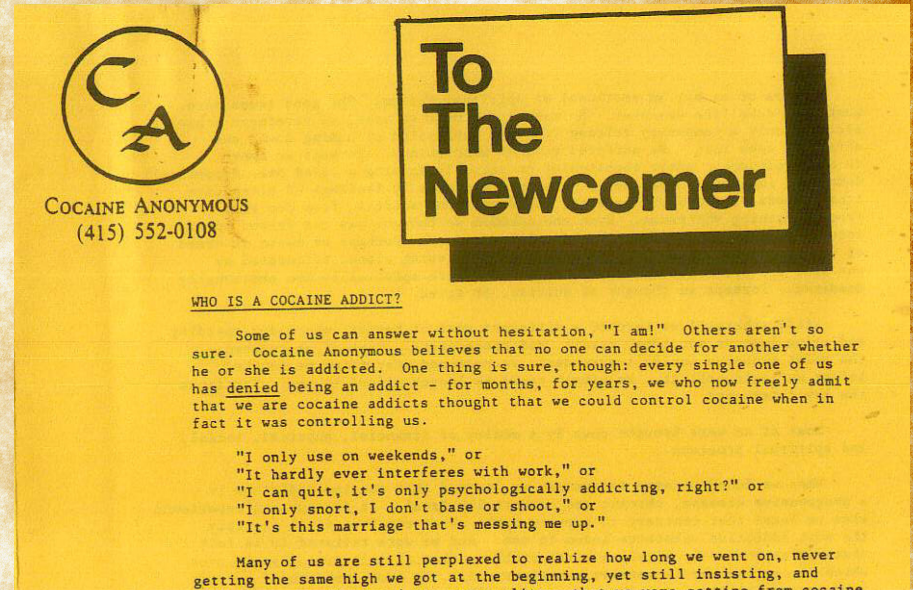 CA
COCAINE ANONYMOUS
(415) 552-0108
To
The
Newcomer
WHO IS A COCAINE ADDICT?
Some of us can answer without hesitation, "I am!" Others aren't so
sure. Cocaine Anonymous believes that no one can decide for another whether
he or she is addicted. One thing is sure, though: every single one of us
has denied being an addict - for months, for years, we who now freely admit
that we are cocaine addicts thought that we could control cocaine when in
fact it was controlling us.
"I only use on weekends," or
"It hardly ever interferes with work," or
"I can quit, it's only psychologically addicting, right?" or
"I only snort, I don't base or shoot," or
"It's this marriage that's messing me up."
Many of us are still perplexed to realize how long we went on, never
getting the same high we got at the beginning, yet still insisting, and
getting from cocaine